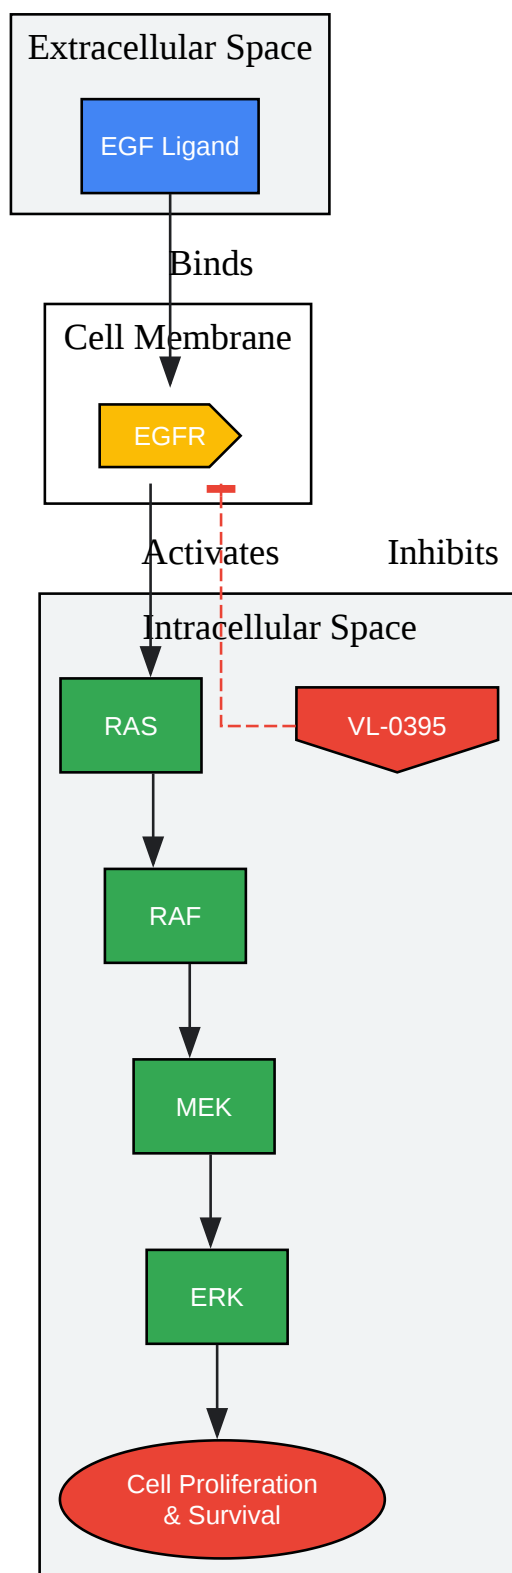 Extracellular Space
EGF Ligand
Binds
Cell Membrane
EGFR
Activates
Inhibits
Intracellular Space
RAS
VL-0395
RAF
MEK
ERK
Cell Proliferation
& Survival